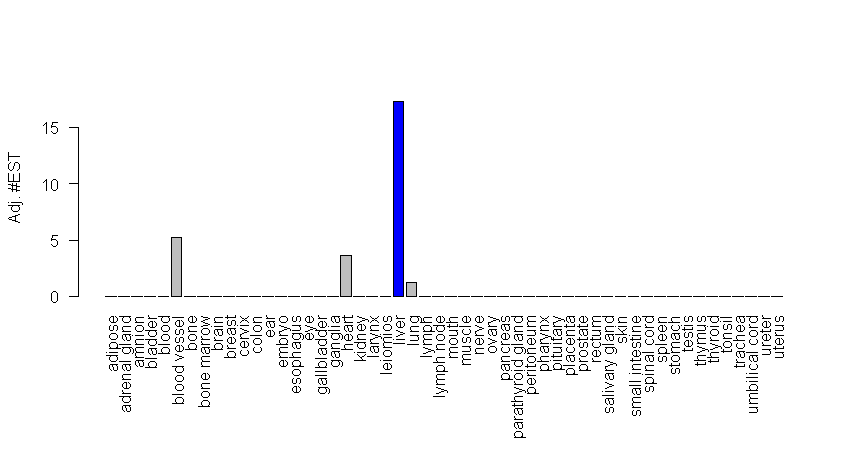 Adj. #EST
15
10
5
0
adipose
adrenal gland
amnion
bladder
blood
blood vessel
bone
bone marrow
brain
breast
cervix
colon
ear
embryo
esophagus
eye
gallbladder
ganglia
heart
kidney
larynx
leiomios
liver
lung
lymph
lymph node
mouth
muscle
nerve
ovary
pancreas
parathyroid gland
peritoneum
pharynx
pituitary
placenta
prostate
rectum
salivary gland
skin
small intestine
spinal cord
spleen
stomach
testis
thymus
thyroid
tonsil
trachea
umbilical cord
ureter
uterus